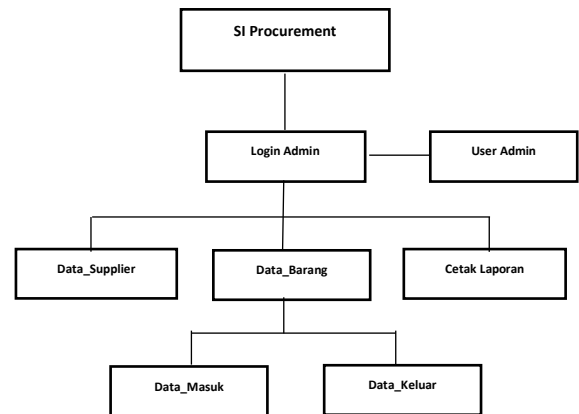 SI Procurement
Login Admin
User Admin
Data_Supplier
Data_Barang
Cetak Laporan
Data_Masuk
Data_Keluar